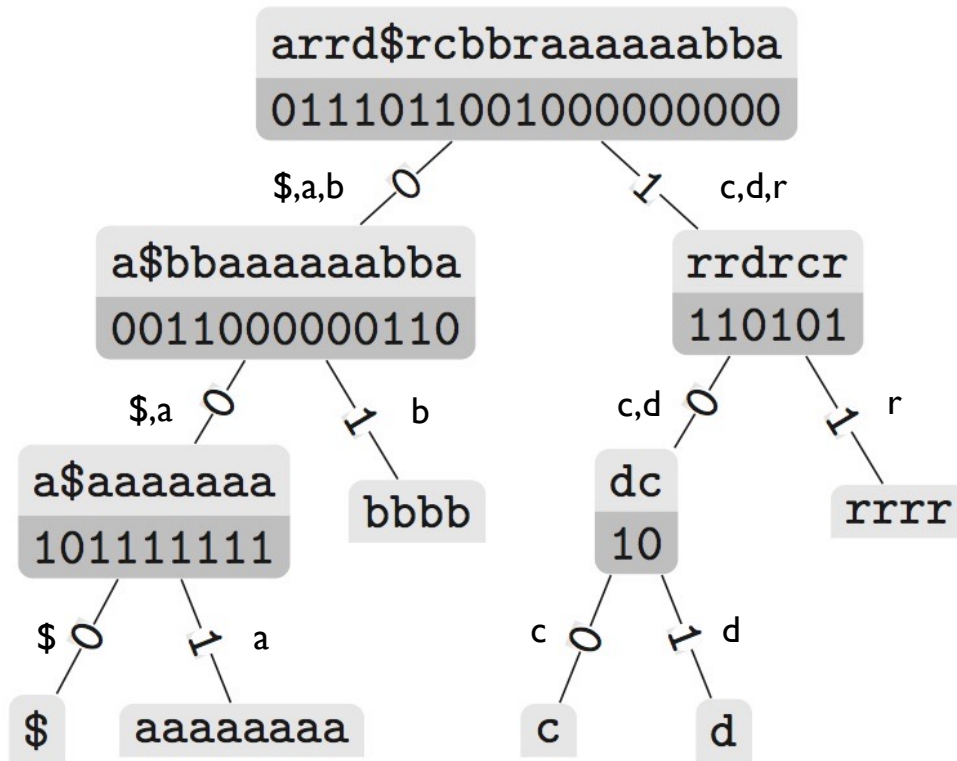 arrd$rcbbraaaaaabba
0111011001000000000
$,a,b 0 1 c,d,r
a$bbaaaaaabba rrdrcr
0011000000110 110101
$,a 0 1 b c,d 0 1 r
a$aaaaaaa bbbb dc rrrr
101111111 10
$ 0 1 a c 0 1 d
$ aaaaaaaa c d